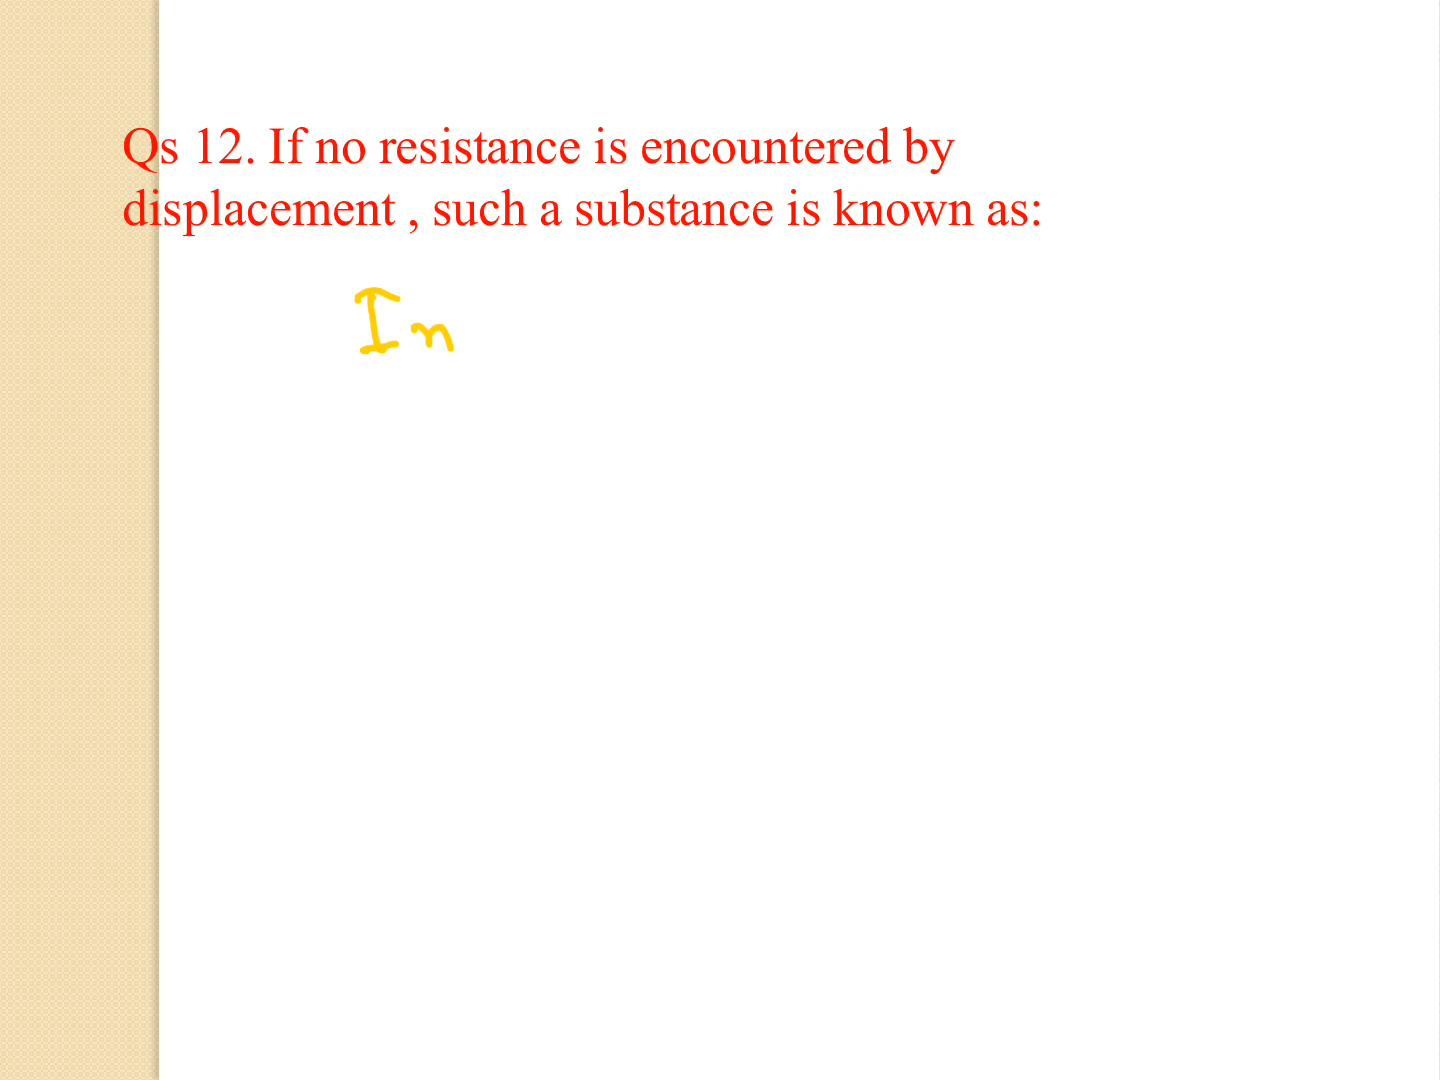 Qs 12. If no resistance is encountered by
displacement , such a substance is known as:
In